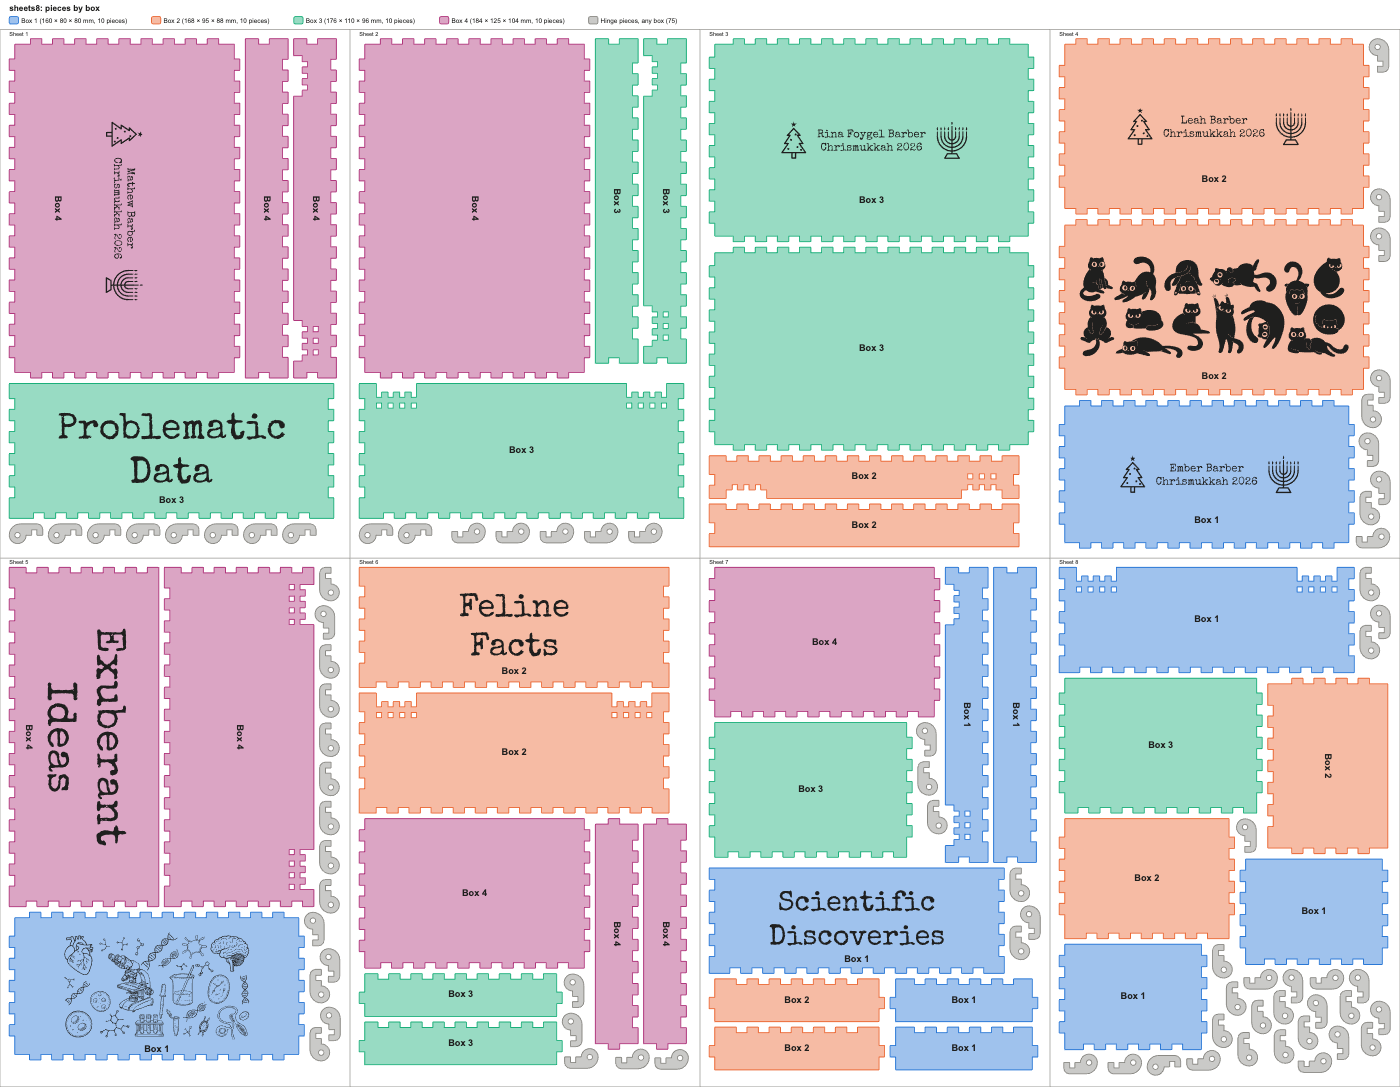 sheets8: pieces by box
Box 1 (160 × 80 × 80 mm, 10 pieces)
Box 2 (168 × 95 × 88 mm, 10 pieces)
Box 3 (176 × 110 × 96 mm, 10 pieces)
Box 4 (184 × 125 × 104 mm, 10 pieces)
Hinge pieces, any box (75)
Sheet 1
Box 4
Mathew Barber
Chrismukkah 2026
Box 4
Box 4
Problematic
Data
Box 3
Sheet 2
Box 4
Box 3
Box 3
Box 3
Sheet 3
Rina Foygel Barber
Chrismukkah 2026
Box 3
Box 3
Box 2
Box 2
Sheet 4
Leah Barber
Chrismukkah 2026
Box 2
Box 2
Ember Barber
Chrismukkah 2026
Box 1
Sheet 5
Exuberant
Ideas
Box 4
Box 4
Box 1
Sheet 6
Feline
Facts
Box 2
Box 2
Box 4
Box 4
Box 4
Box 3
Box 3
Sheet 7
Box 4
Box 1
Box 1
Box 3
Scientific
Discoveries
Box 1
Box 2
Box 1
Box 2
Box 1
Sheet 8
Box 1
Box 3
Box 2
Box 2
Box 1
Box 1